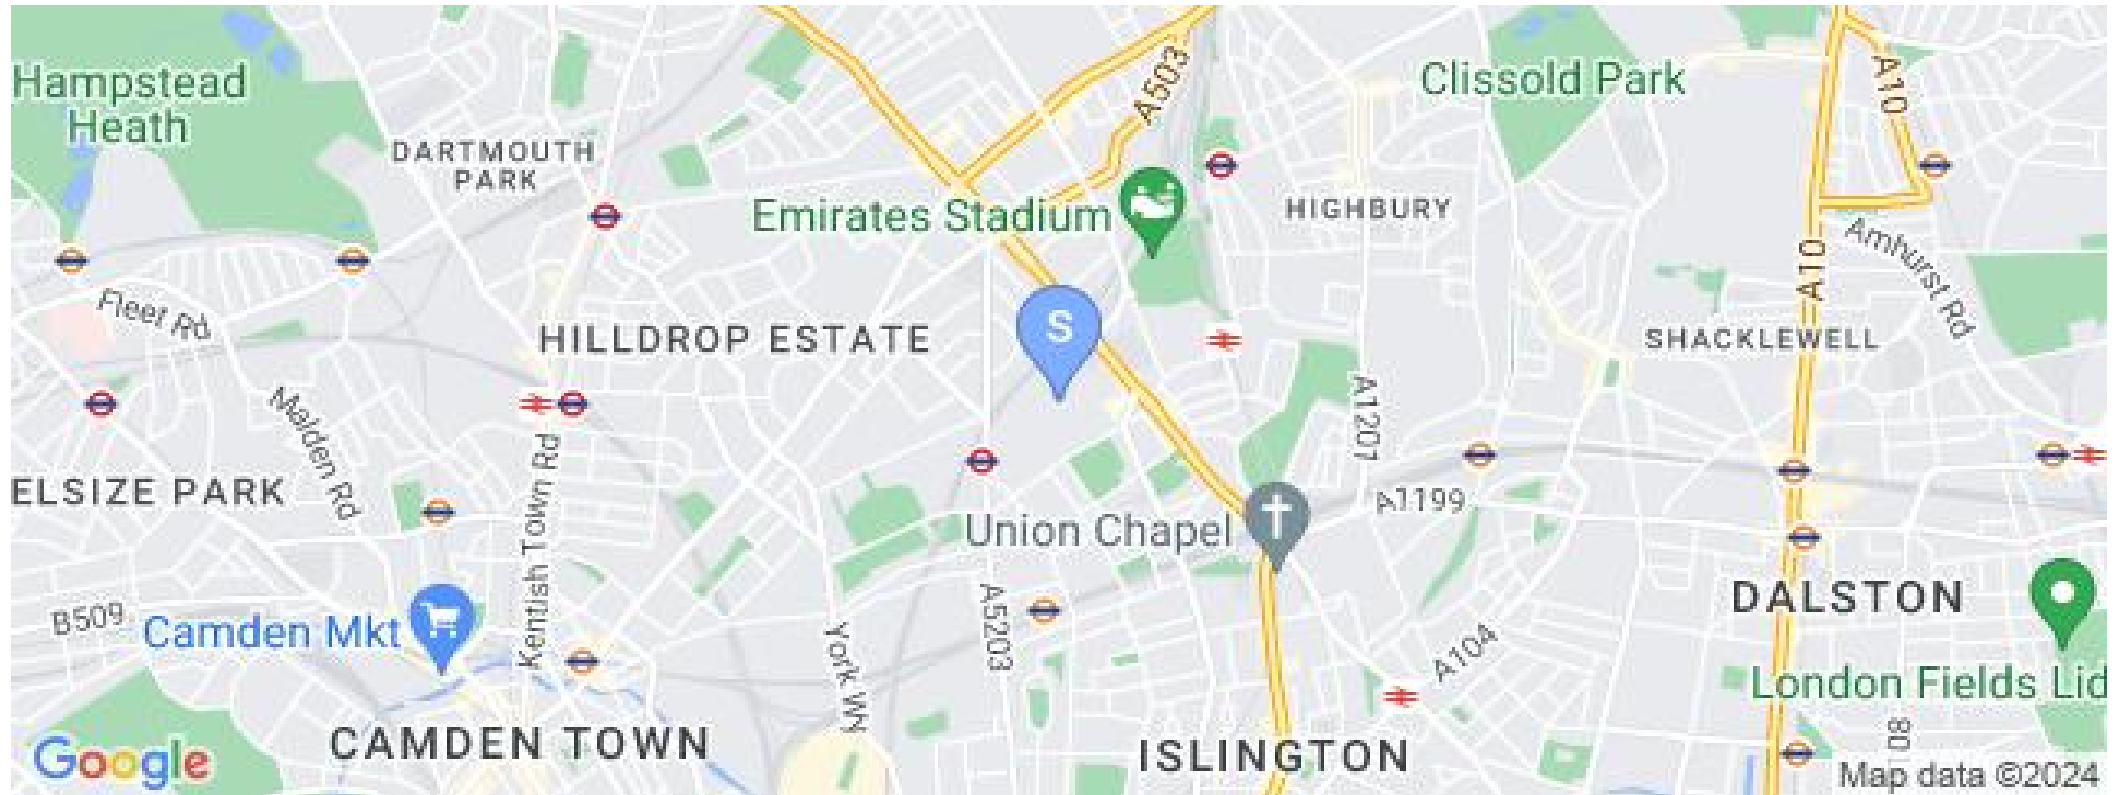 Hampstead
Heath
DARTMOUTH
PARK
A503
Clissold Park
A10
Emirates Stadium
HIGHBURY
Amhurst Rd
A10
Fleet Rd
HILLDROP ESTATE
S
SHACKLEWELL
Malden Rd
A1207
ELSIZE PARK
Kentish Town Rd
A1199
Union Chapel
B509
Camden Mkt
York Wy
A5203
A104
DALSTON
London Fields Lid
CAMDEN TOWN
ISLINGTON
Google
Map data ©2024